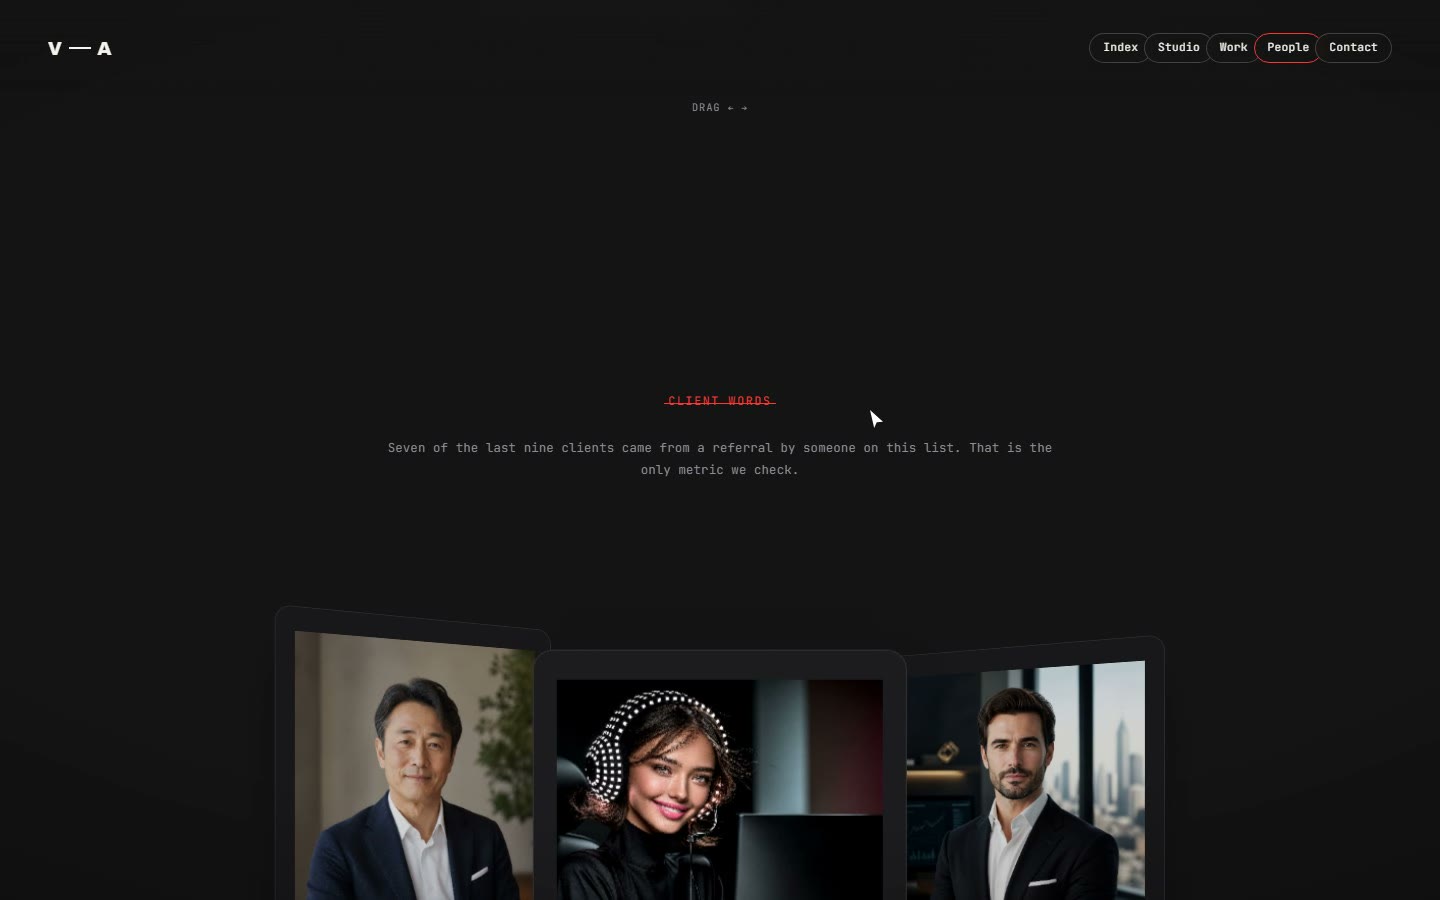 V — A
Index Studio Work People Contact
DRAG ← →
CLIENT WORDS
Seven of the last nine clients came from a referral by someone on this list. That is the
only metric we check.